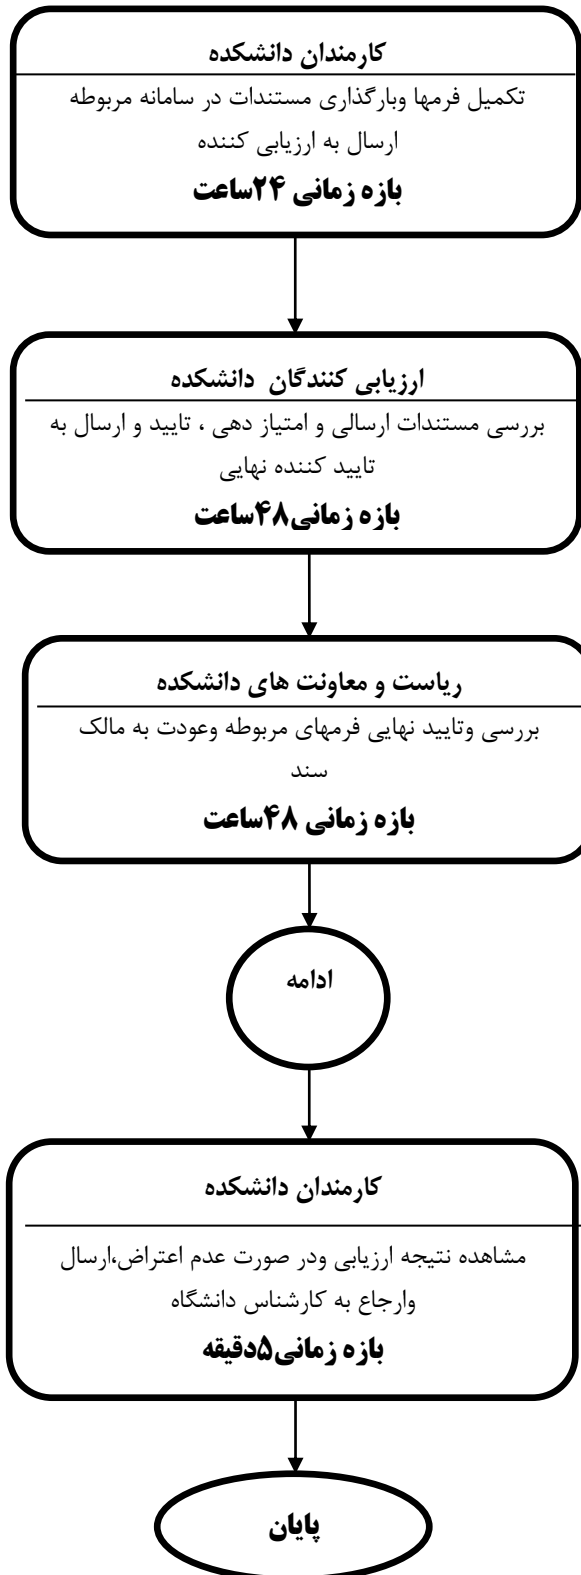 کارمندان دانشکده
تکمیل فرمها وبارگذاری مستندات در سامانه مربوطه
ارسال به ارزیابی کننده
بازه زمانی ۲۴ساعت
ارزیابی کنندگان دانشکده
بررسی مستندات ارسالی و امتیاز دهی ، تایید و ارسال به
تایید کننده نهایی
بازه زمانی۴۸ساعت
ریاست و معاونت های دانشکده
بررسی وتایید نهایی فرمهای مربوطه وعودت به مالک
سند
بازه زمانی ۴۸ساعت
ادامه
کارمندان دانشکده
مشاهده نتیجه ارزیابی ودر صورت عدم اعتراض،ارسال
وارجاع به کارشناس دانشگاه
بازه زمانی۵دقیقه
پایان